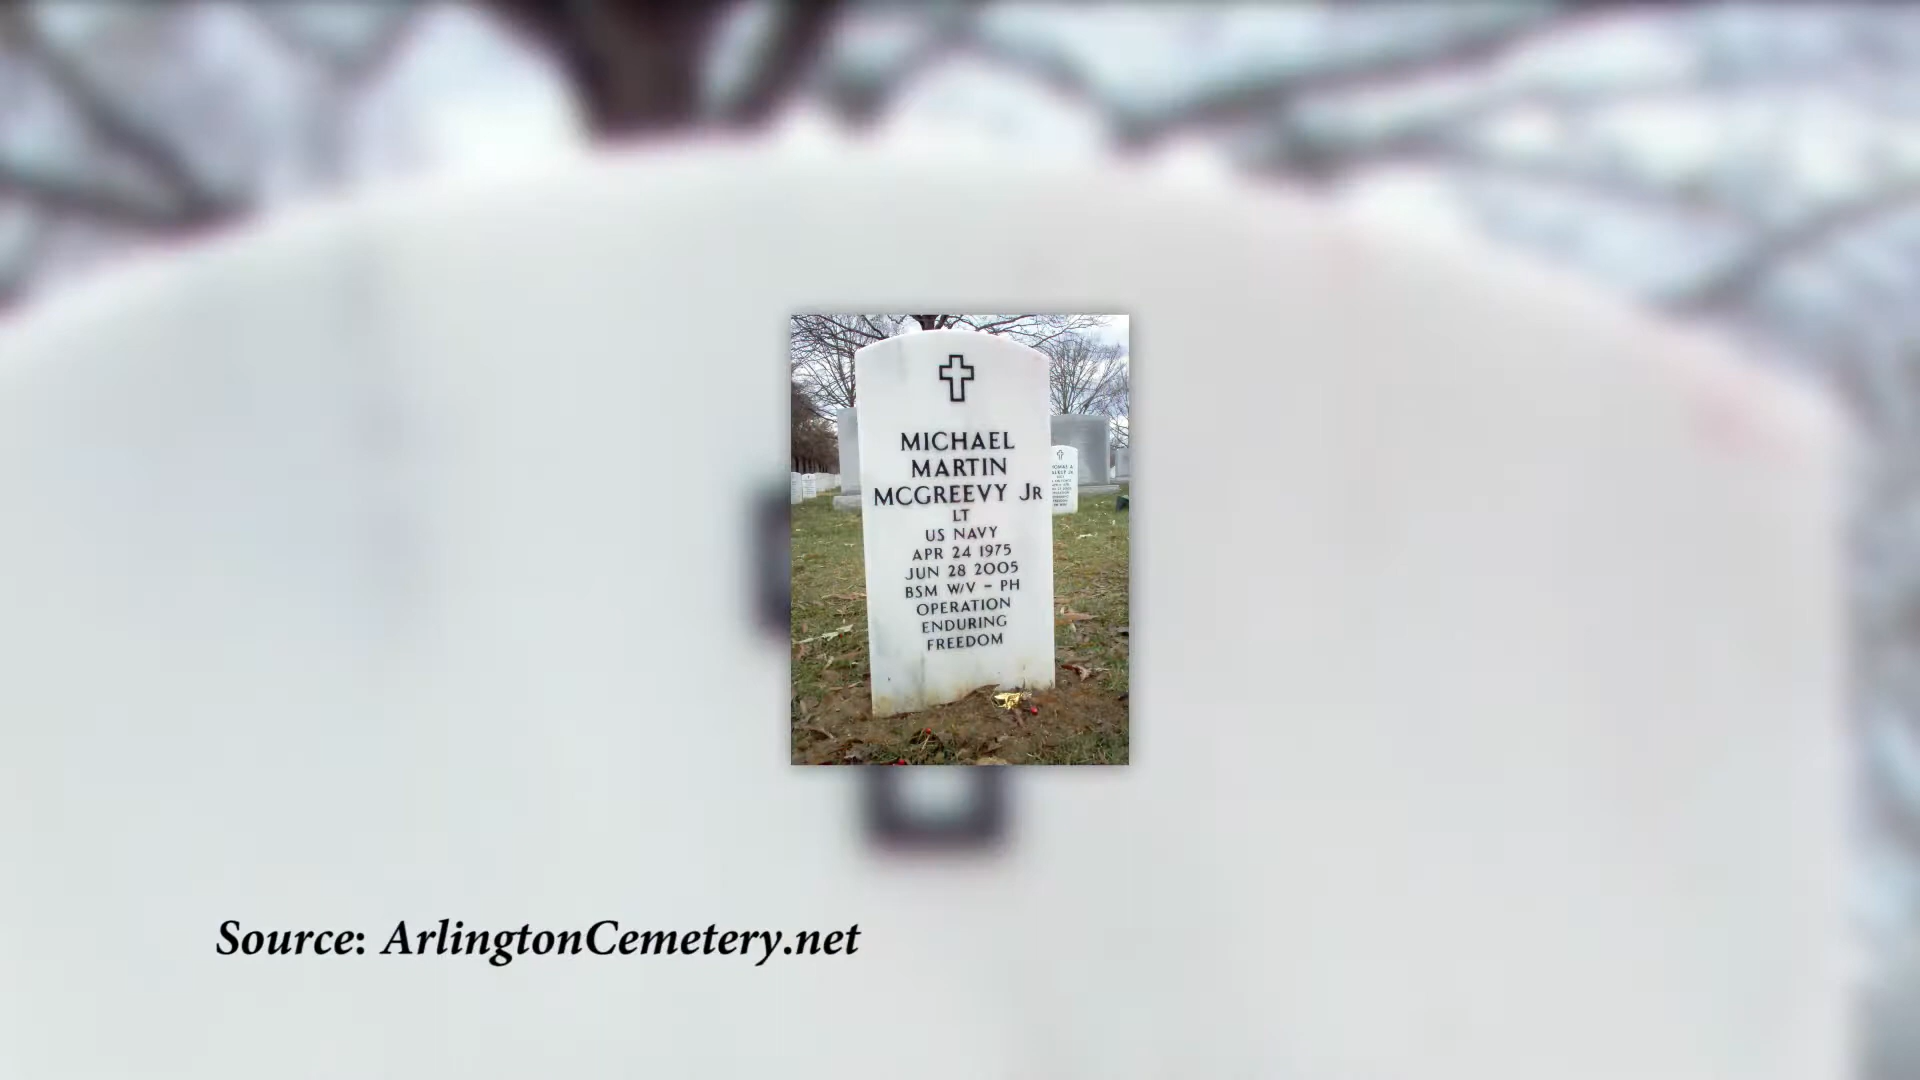 MICHAEL
MARTIN
MCGREEVY JR
LT
US NAVY
APR 24 1975
JUN 28 2005
BSM W/V - PH
OPERATION
ENDURING
FREEDOM
Source: ArlingtonCemetery.net